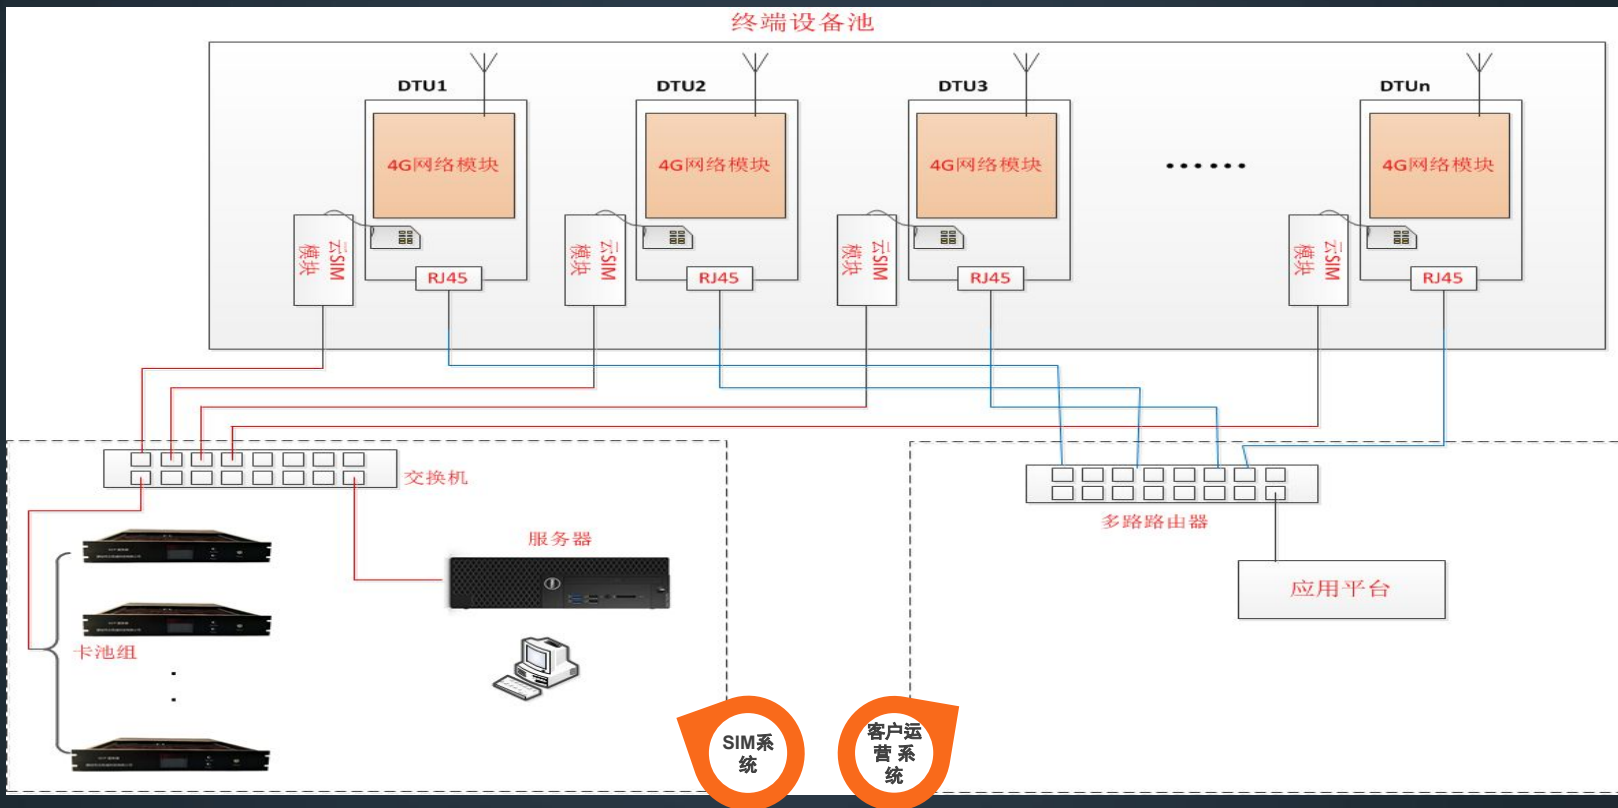 终端设备池
DTU1
DTU2
DTU3
DTUn
4G网络模块
4G网络模块
4G网络模块
······
4G网络模块
云SIM
模块
云SIM
模块
云SIM
模块
云SIM
模块
RJ45
RJ45
RJ45
RJ45
交换机
多路路由器
服务器
应用平台
卡池组
SIM系
统
客户运
营 系
统